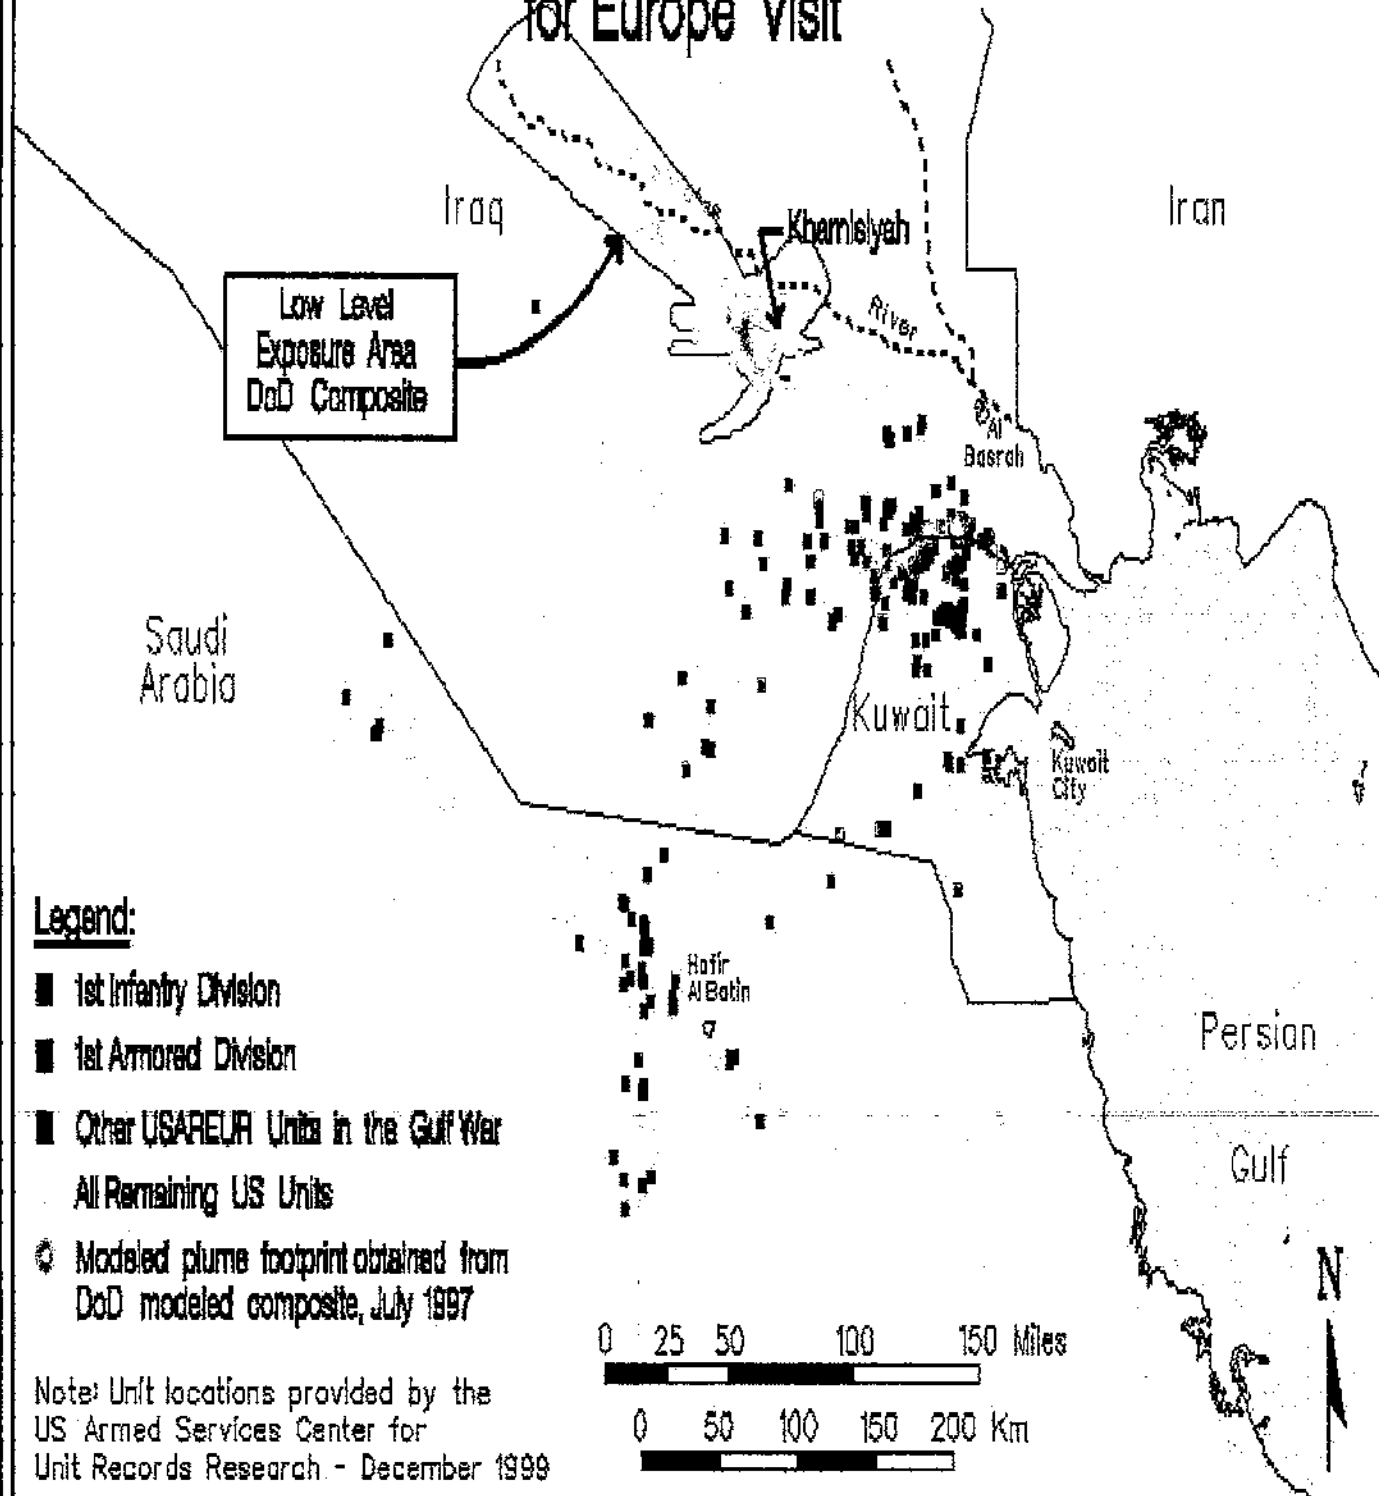 for Europe Visit
Iraq
Iran
Khamisiyah
Low Level
Exposure Area
DoD Composite
River
Al
Basrah
Saudi
Arabia
Kuwait
Kuwait
City
Legend:
1st Infantry Division
1st Armored Division
Other USAREUR Units in the Gulf War
All Remaining US Units
Modeled plume footprint obtained from
DoD modeled composite, July 1997
Hafir
Al Batin
Persian
Gulf
N
0 25 50 100 150 Miles
0 50 100 150 200 Km
Note: Unit locations provided by the
US Armed Services Center for
Unit Records Research - December 1999